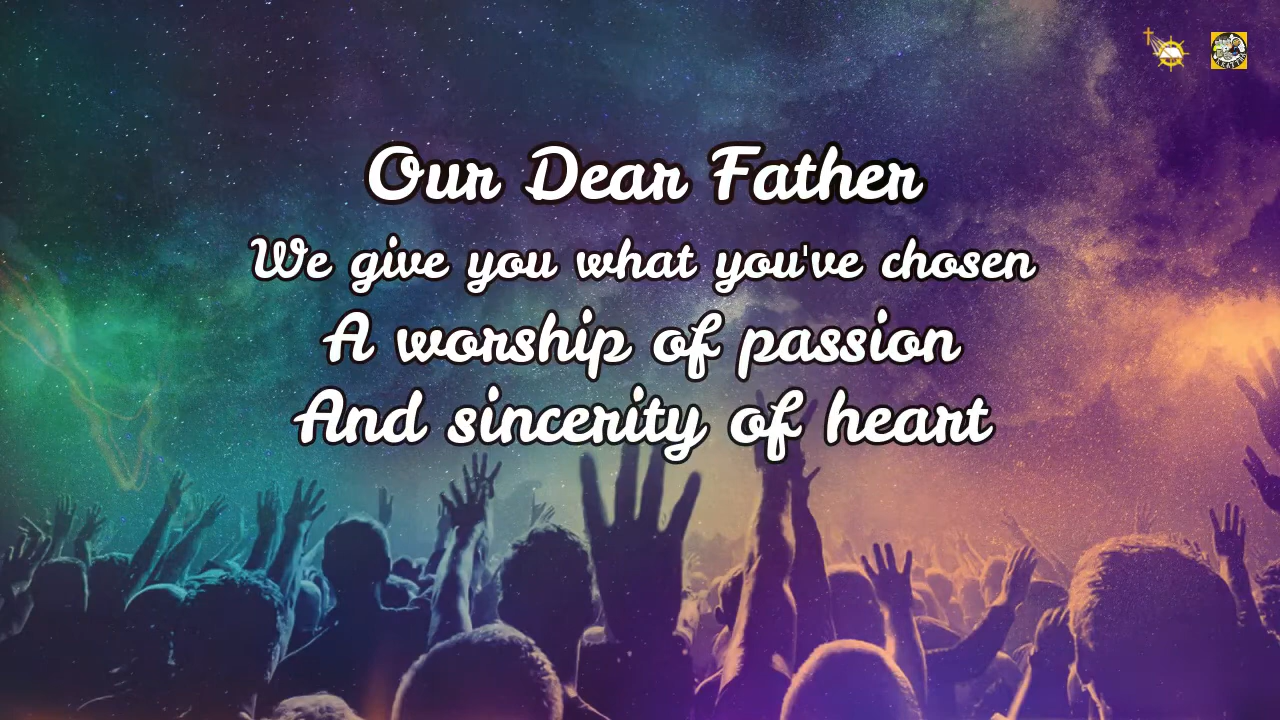 Our Dear Father
We give you what you've chosen
A worship of passion
And sincerity of heart